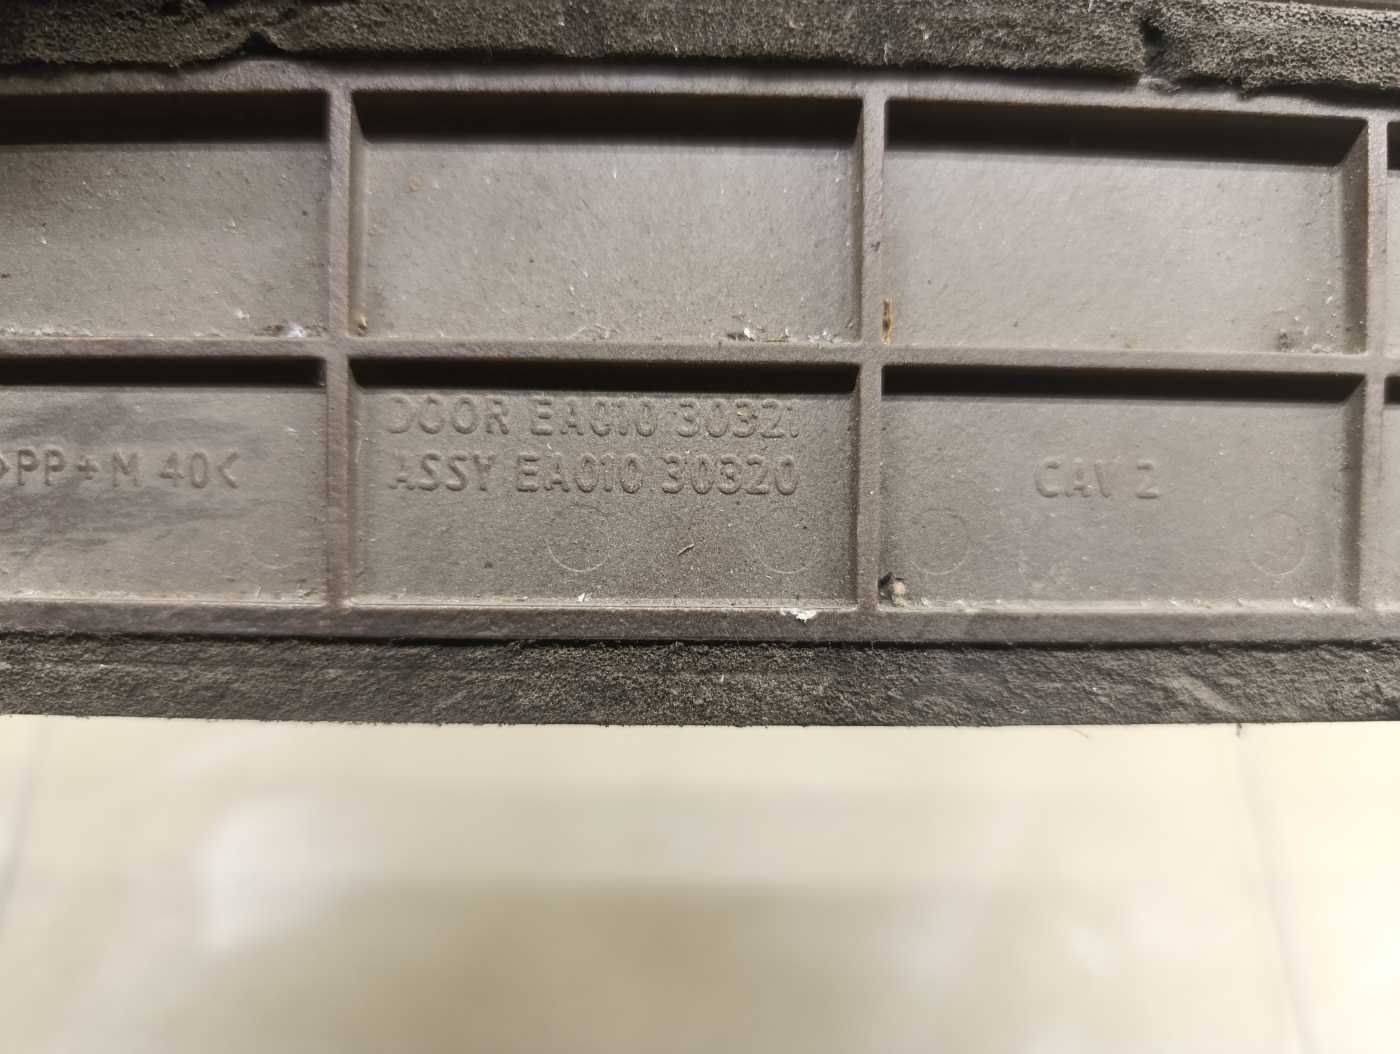 >PP+M 40<
DOOR EA010 30321
ASSY EA010 30320
CAV 2